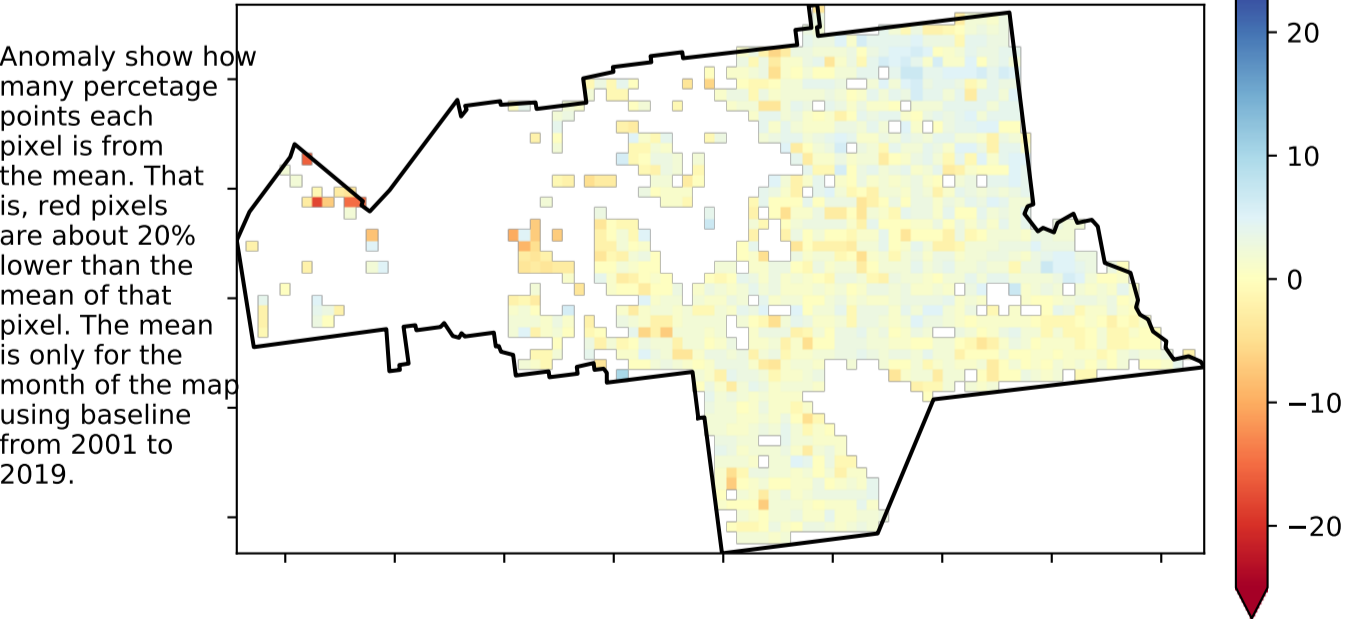 Anomaly show how
many percetage
points each
pixel is from
the mean. That
is, red pixels
are about 20%
lower than the
mean of that
pixel. The mean
is only for the
month of the map
using baseline
from 2001 to
2019.
20
10
0
−10
−20